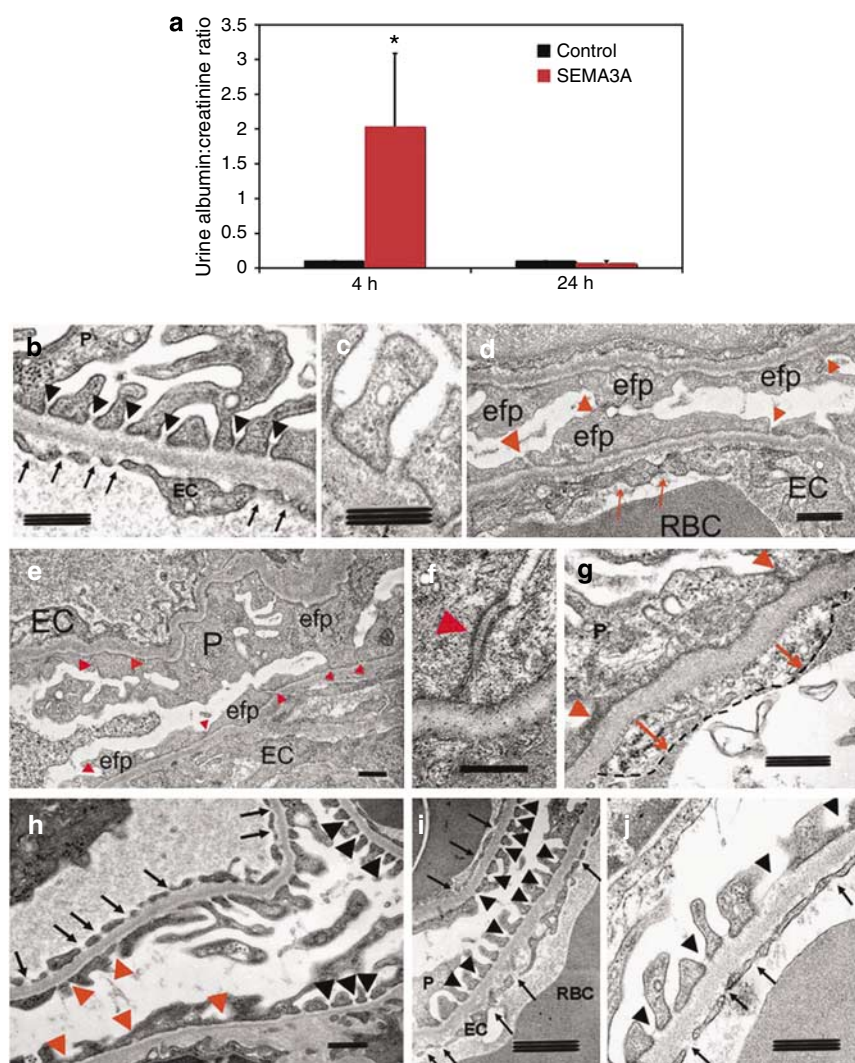 a
3.5
3
2.5
2
1.5
1
0.5
0
Urine albumin:creatinine ratio
*
Control
SEMA3A
4 h
24 h
b
P
EC
c
d
efp
efp
efp
efp
EC
RBC
e
EC
P
efp
efp
efp
EC
f
g
P
h
i
P
EC
RBC
j